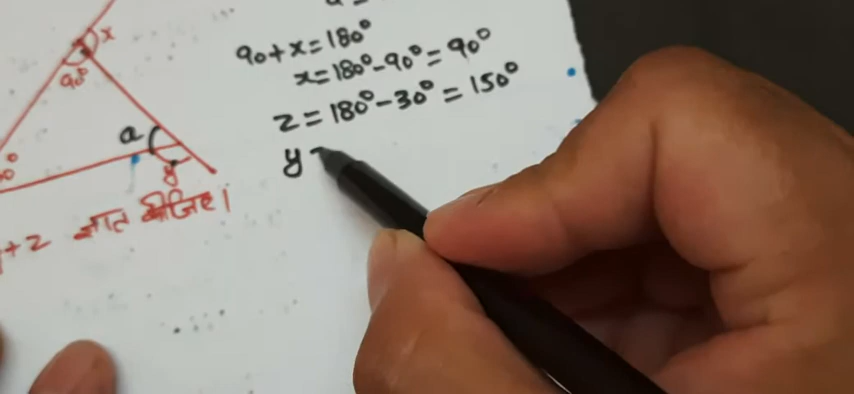 90+x=180°
x=180°-90°=90°
z=180°-30°=150°
y
x
90°
a
y
+z ज्ञात कीजिए।